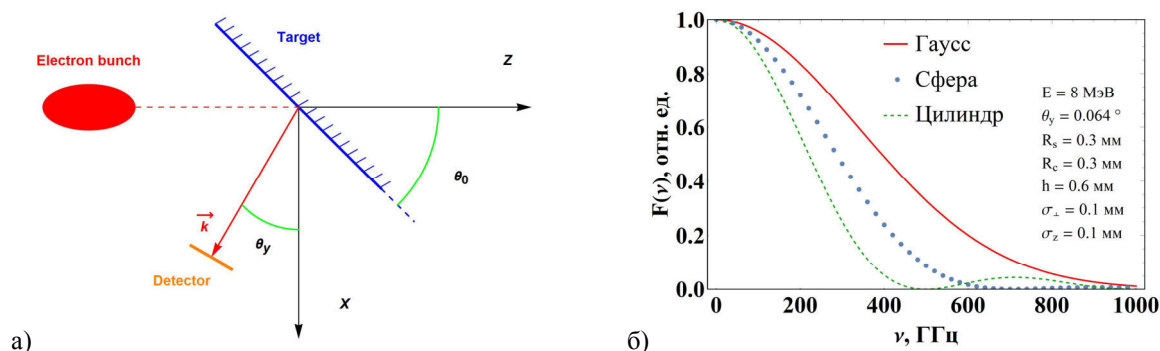 Electron bunch
Target
z
x
θ₀
θy
k
Detector
а)
F(ν), отн. ед.
1.0
0.8
0.6
0.4
0.2
0.0
Гаусс
Сфера
Цилиндр
E = 8 МэВ
θy = 0.064 °
Rs = 0.3 мм
Rc = 0.3 мм
h = 0.6 мм
σ⊥ = 0.1 мм
σz = 0.1 мм
0 200 400 600 800 1000
ν, ГГц
б)